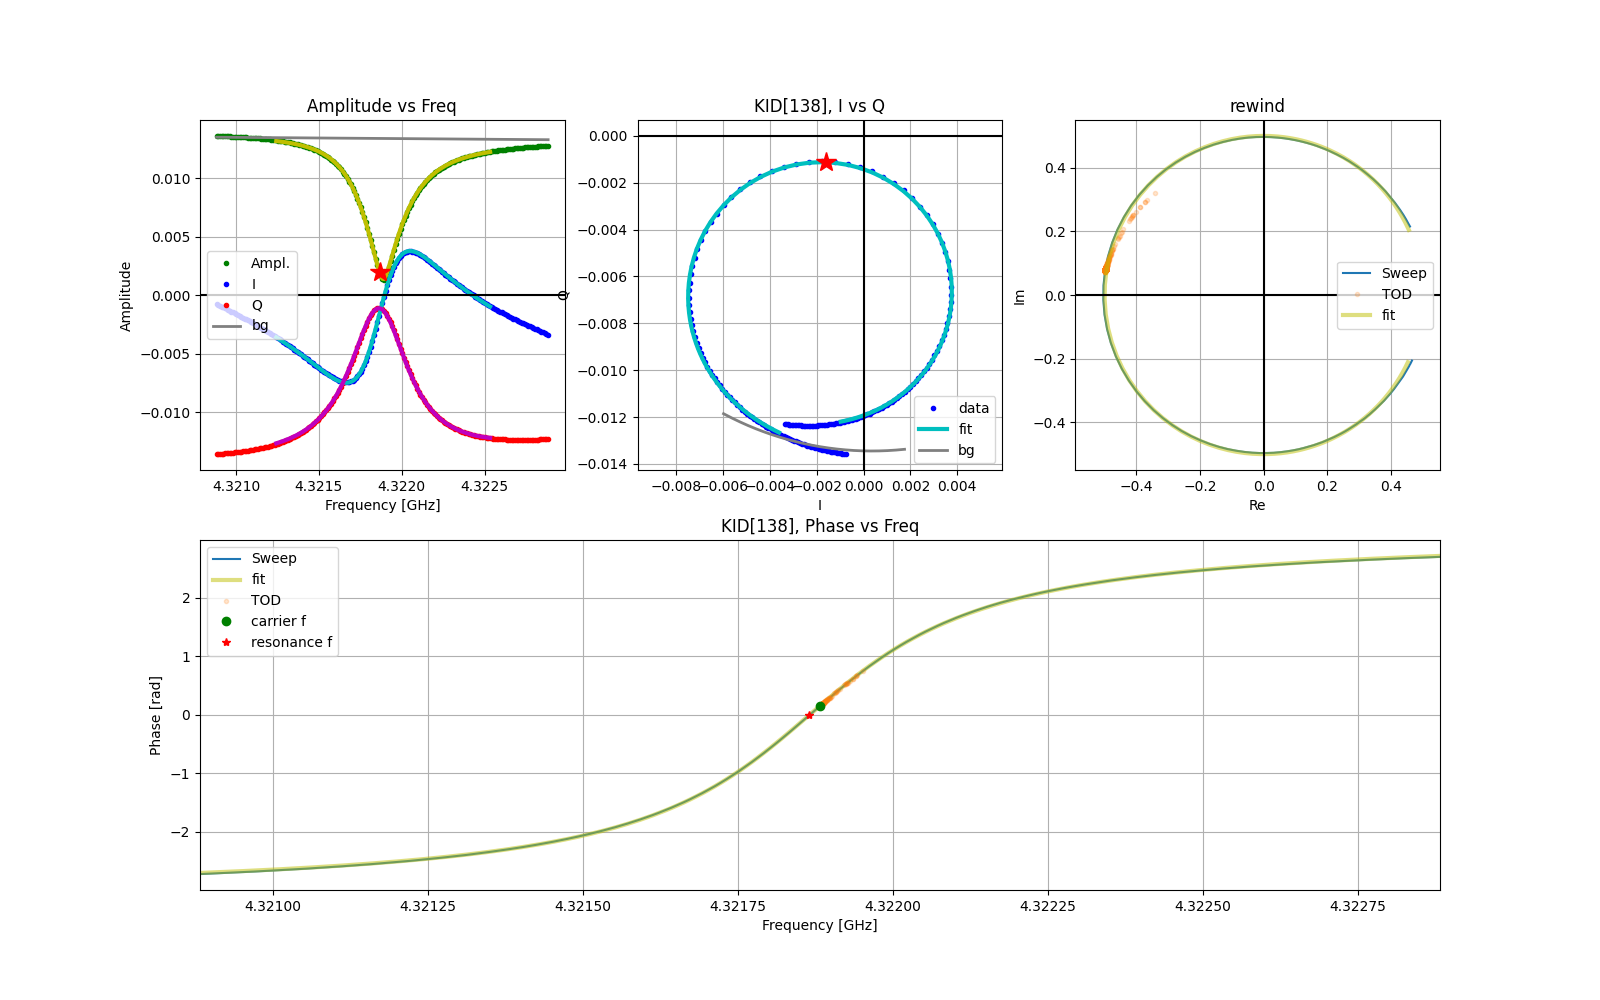 Amplitude vs Freq
Amplitude
0.010
0.005
0.000
−0.005
−0.010
Ampl.
I
Q
bg
4.3210
4.3215
4.3220
4.3225
Frequency [GHz]
KID[138], I vs Q
Q
0.000
−0.002
−0.004
−0.006
−0.008
−0.010
−0.012
−0.014
data
fit
bg
−0.008
−0.006
−0.004
−0.002
0.000
0.002
0.004
I
rewind
Im
0.4
0.2
0.0
−0.2
−0.4
Sweep
TOD
fit
−0.4
−0.2
0.0
0.2
0.4
Re
KID[138], Phase vs Freq
Phase [rad]
2
1
0
−1
−2
Sweep
fit
TOD
carrier f
resonance f
4.32100
4.32125
4.32150
4.32175
4.32200
4.32225
4.32250
4.32275
Frequency [GHz]